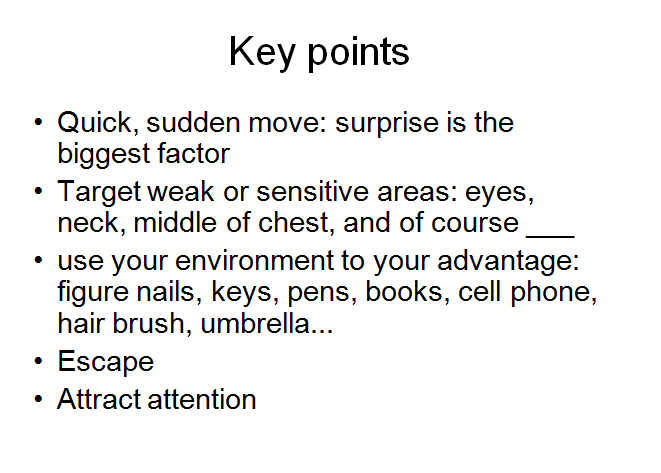 Key points
• Quick, sudden move: surprise is the
biggest factor
• Target weak or sensitive areas: eyes,
neck, middle of chest, and of course ___
• use your environment to your advantage:
figure nails, keys, pens, books, cell phone,
hair brush, umbrella...
• Escape
• Attract attention